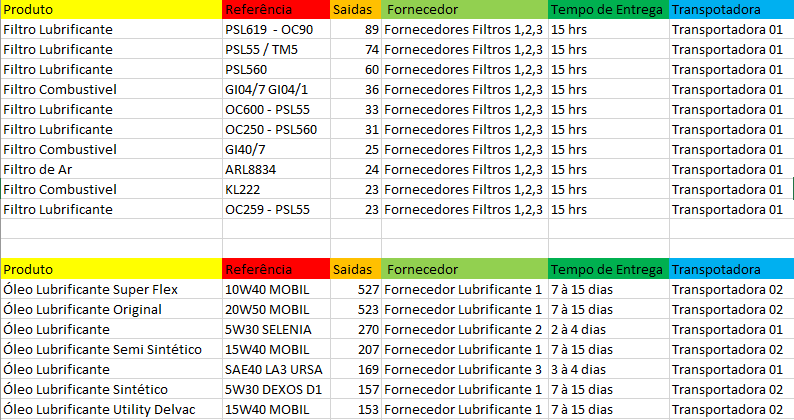 Produto Referência Saidas Fornecedor Tempo de Entrega Transpotadora
Filtro Lubrificante PSL619 - OC90 89 Fornecedores Filtros 1,2,3 15 hrs Transportadora 01
Filtro Lubrificante PSL55 / TM5 74 Fornecedores Filtros 1,2,3 15 hrs Transportadora 01
Filtro Lubrificante PSL560 60 Fornecedores Filtros 1,2,3 15 hrs Transportadora 01
Filtro Combustivel GI04/7 GI04/1 36 Fornecedores Filtros 1,2,3 15 hrs Transportadora 01
Filtro Lubrificante OC600 - PSL55 33 Fornecedores Filtros 1,2,3 15 hrs Transportadora 01
Filtro Lubrificante OC250 - PSL560 31 Fornecedores Filtros 1,2,3 15 hrs Transportadora 01
Filtro Combustivel GI40/7 25 Fornecedores Filtros 1,2,3 15 hrs Transportadora 01
Filtro de Ar ARL8834 24 Fornecedores Filtros 1,2,3 15 hrs Transportadora 01
Filtro Combustivel KL222 23 Fornecedores Filtros 1,2,3 15 hrs Transportadora 01
Filtro Lubrificante OC259 - PSL55 23 Fornecedores Filtros 1,2,3 15 hrs Transportadora 01
Produto Referência Saidas Fornecedor Tempo de Entrega Transpotadora
Óleo Lubrificante Super Flex 10W40 MOBIL 527 Fornecedor Lubrificante 1 7 à 15 dias Transportadora 02
Óleo Lubrificante Original 20W50 MOBIL 523 Fornecedor Lubrificante 1 7 à 15 dias Transportadora 02
Óleo Lubrificante 5W30 SELENIA 270 Fornecedor Lubrificante 2 2 à 4 dias Transportadora 01
Óleo Lubrificante Semi Sintético 15W40 MOBIL 207 Fornecedor Lubrificante 1 7 à 15 dias Transportadora 02
Óleo Lubrificante SAE40 LA3 URSA 169 Fornecedor Lubrificante 3 3 à 4 dias Transportadora 01
Óleo Lubrificante Sintético 5W30 DEXOS D1 157 Fornecedor Lubrificante 1 7 à 15 dias Transportadora 02
Óleo Lubrificante Utility Delvac 15W40 MOBIL 153 Fornecedor Lubrificante 1 7 à 15 dias Transportadora 02